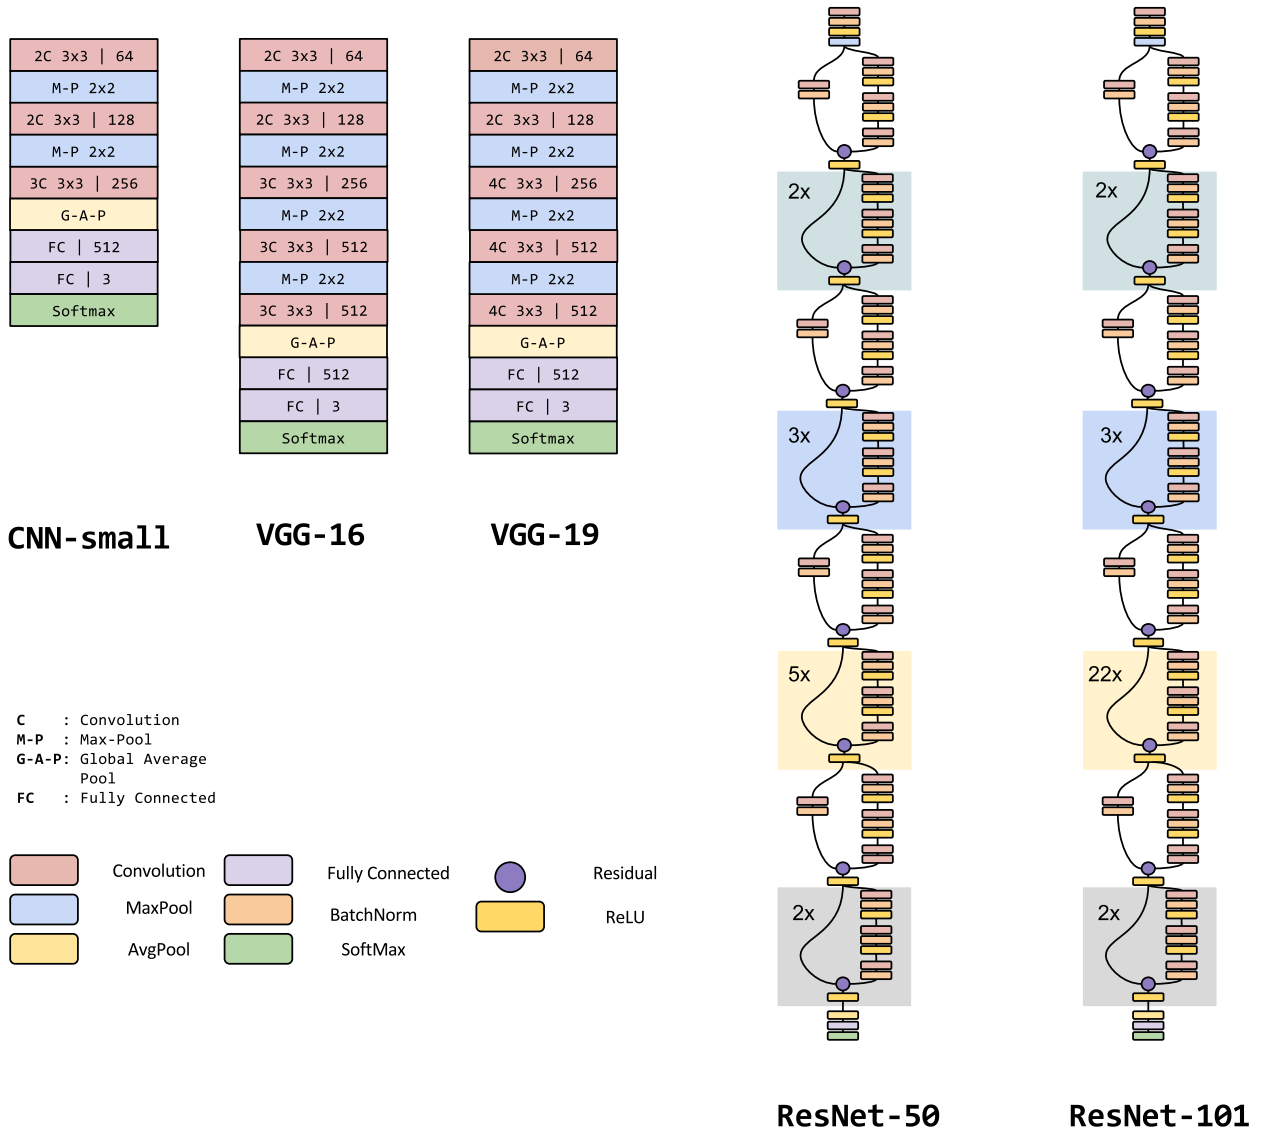 2C 3x3 | 64
M-P 2x2
2C 3x3 | 128
M-P 2x2
3C 3x3 | 256
G-A-P
FC | 512
FC | 3
Softmax
CNN-small
2C 3x3 | 64
M-P 2x2
2C 3x3 | 128
M-P 2x2
3C 3x3 | 256
M-P 2x2
3C 3x3 | 512
M-P 2x2
3C 3x3 | 512
G-A-P
FC | 512
FC | 3
Softmax
VGG-16
2C 3x3 | 64
M-P 2x2
2C 3x3 | 128
M-P 2x2
4C 3x3 | 256
M-P 2x2
4C 3x3 | 512
M-P 2x2
4C 3x3 | 512
G-A-P
FC | 512
FC | 3
Softmax
VGG-19
C : Convolution
M-P : Max-Pool
G-A-P: Global Average
Pool
FC : Fully Connected
Convolution
MaxPool
AvgPool
Fully Connected
BatchNorm
SoftMax
Residual
ReLU
2x
3x
5x
2x
ResNet-50
2x
3x
22x
2x
ResNet-101